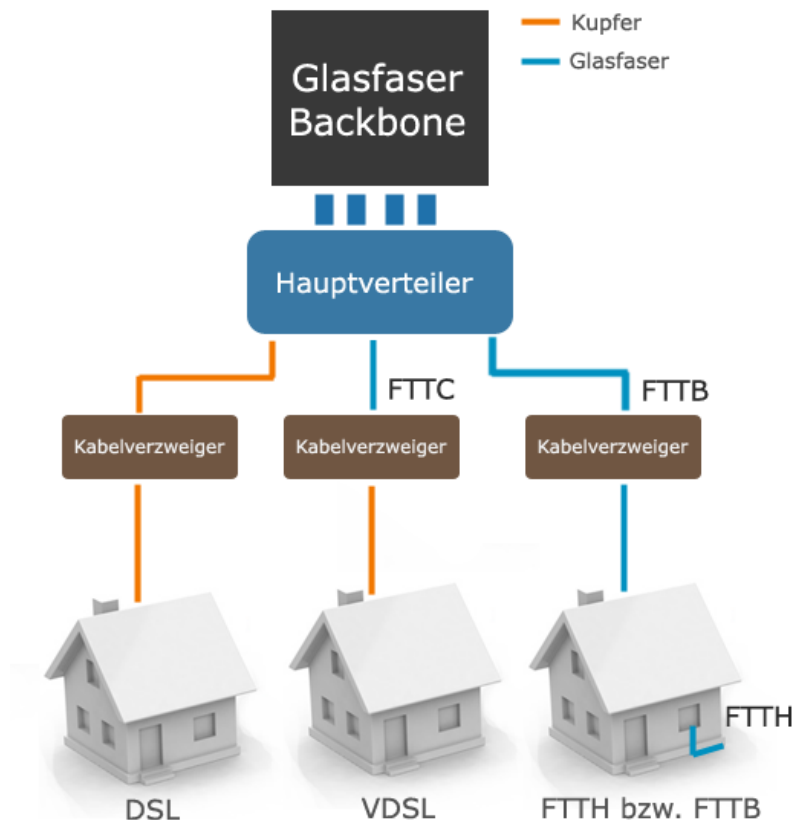 Kupfer
Glasfaser
Glasfaser
Backbone
Hauptverteiler
FTTC
FTTB
Kabelverzweiger
Kabelverzweiger
Kabelverzweiger
FTTH
DSL
VDSL
FTTH bzw. FTTB